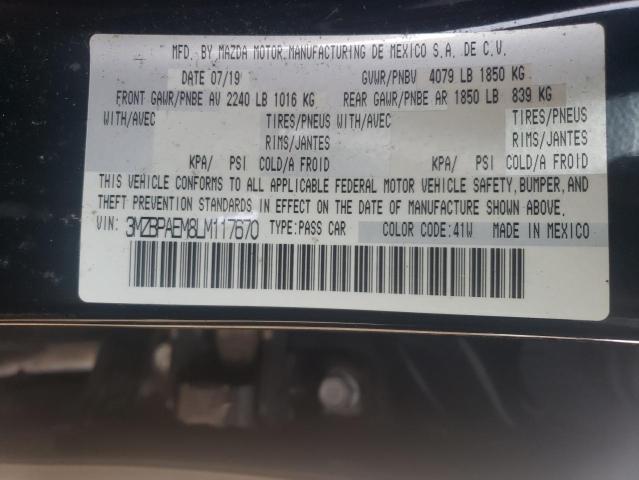 MFD. BY MAZDA MOTOR MANUFACTURING DE MEXICO S.A. DE C.V.
DATE 07/19 GVWR/PNBV 4079 LB 1850 KG
FRONT GAWR/PNBE AV 2240 LB 1016 KG REAR GAWR/PNBE AR 1850 LB 839 KG
WITH/AVEC TIRES/PNEUS WITH/AVEC TIRES/PNEUS
RIMS/JANTES RIMS/JANTES
KPA/ PSI COLD/A FROID KPA/ PSI COLD/A FROID
THIS VEHICLE CONFORMS TO ALL APPLICABLE FEDERAL MOTOR VEHICLE SAFETY, BUMPER, AND
THEFT PREVENTION STANDARDS IN EFFECT ON THE DATE OF MANUFACTURE SHOWN ABOVE.
VIN: 3MZBPAEM8LM117670 TYPE:PASS CAR COLOR CODE:41W MADE IN MEXICO